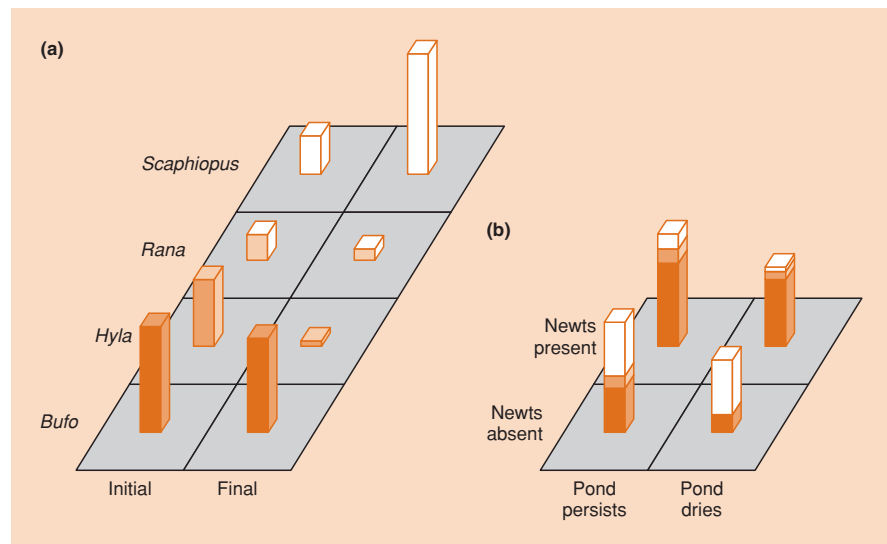 (a)
Scaphiopus
Rana
Hyla
Bufo
Initial
Final
(b)
Newts
present
Newts
absent
Pond
persists
Pond
dries